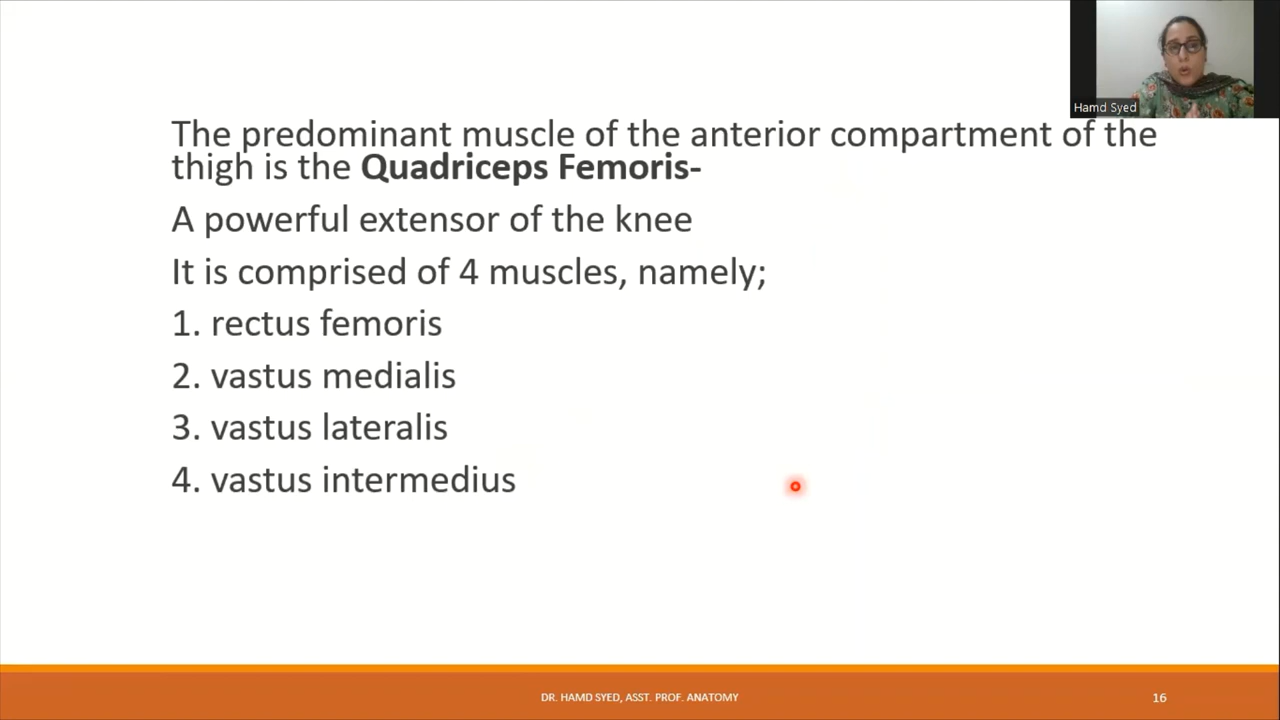 Hamd Syed
The predominant muscle of the anterior compartment of the
thigh is the Quadriceps Femoris-
A powerful extensor of the knee
It is comprised of 4 muscles, namely;
1. rectus femoris
2. vastus medialis
3. vastus lateralis
4. vastus intermedius
DR. HAMD SYED, ASST. PROF. ANATOMY
16